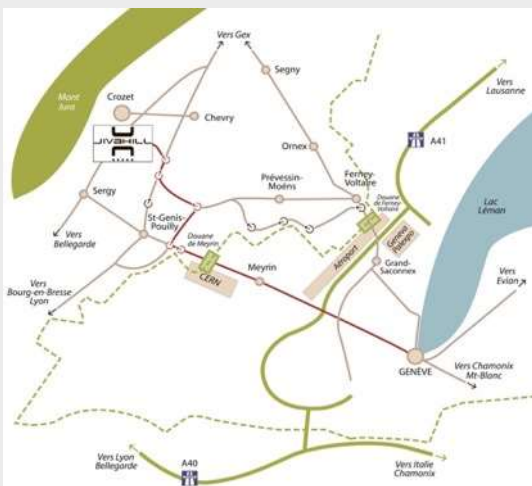 Vers Gex
Segny
Vers
Lausanne
Mont
Jura
Crozet
JIVAHILL
Chevry
A41
Ornex
Prévessin-
Moëns
Ferney-
Voltaire
Sergy
Douane
de Ferney
Voltaire
Lac
Léman
St-Genis-
Pouilly
Vers
Bellegarde
Douane
de Meyrin
Aéroport
Geneva
Palexpo
Grand-
Saconnex
CERN
Meyrin
Vers
Bourg-en-Bresse
Lyon
Vers
Evian
GENÈVE
Vers Chamonix
Mt-Blanc
Vers Lyon
Bellegarde
A40
Vers Italie
Chamonix